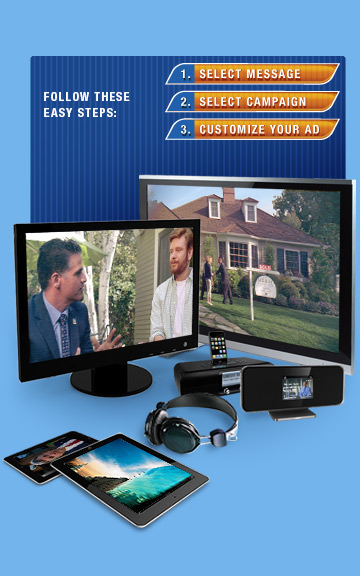 FOLLOW THESE
EASY STEPS:
1. SELECT MESSAGE
2. SELECT CAMPAIGN
3. CUSTOMIZE YOUR AD